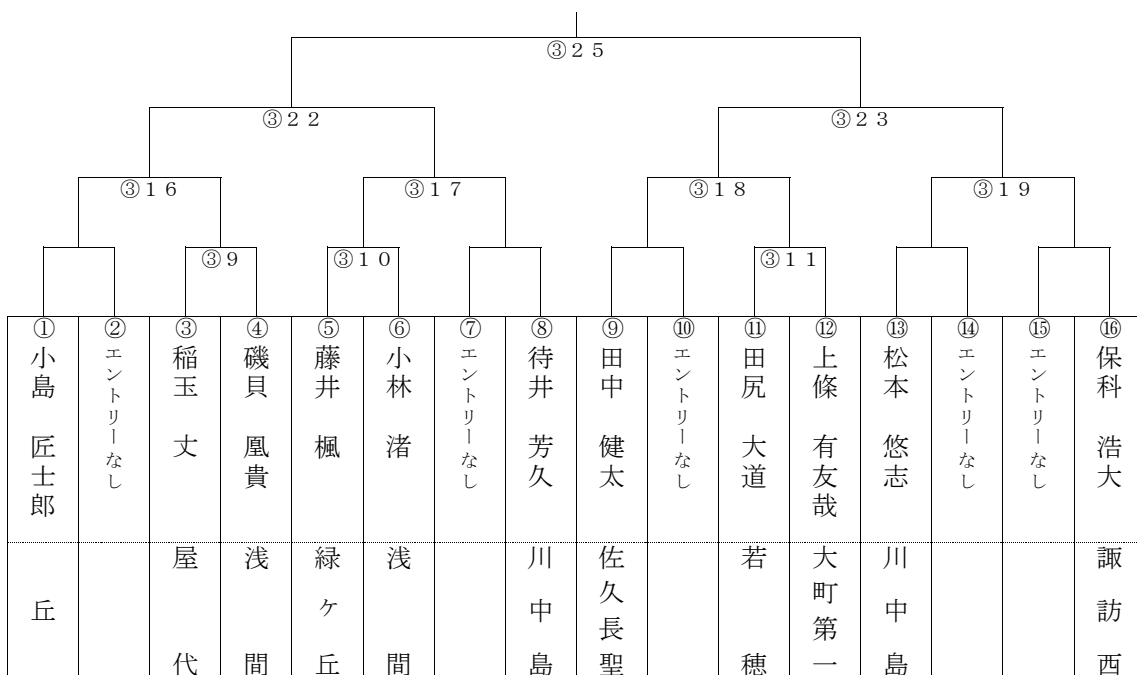 ③２５
③２２
③２３
③１６
③１７
③１８
③１９
③９
③１０
③１１
①
小島　匠士郎
丘
②
エントリーなし
③
稲玉　丈
屋代
④
磯貝　凰貴
浅間
⑤
藤井　楓
緑ヶ丘
⑥
小林　渚
浅間
⑦
エントリーなし
⑧
待井　芳久
川中島
⑨
田中　健太
佐久長聖
⑩
エントリーなし
⑪
田尻　大道
若穂
⑫
上條　有友哉
大町第一
⑬
松本　悠志
川中島
⑭
エントリーなし
⑮
エントリーなし
⑯
保科　浩大
諏訪西